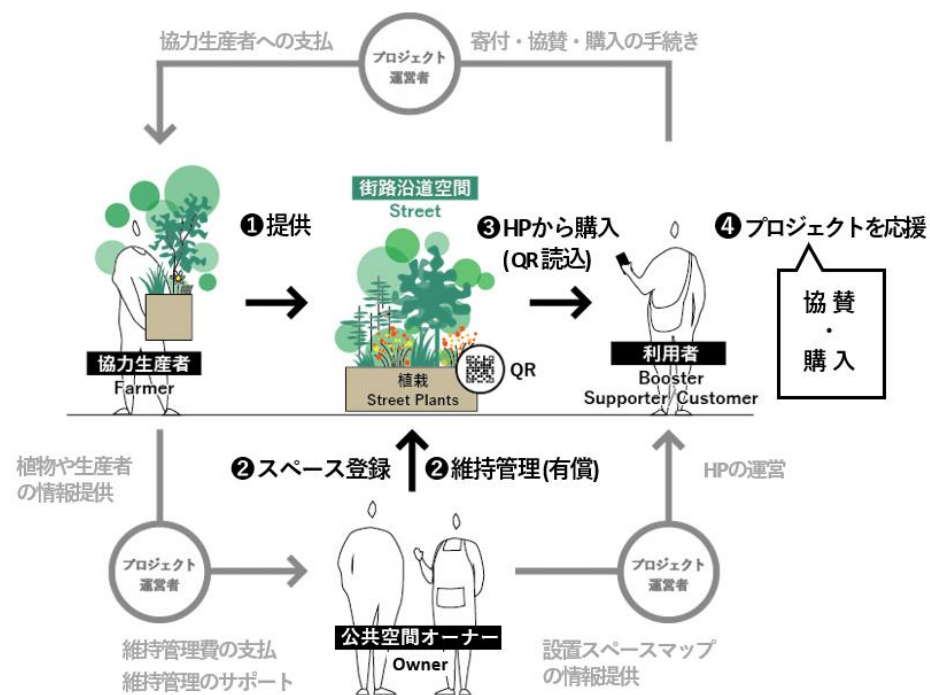 協力生産者への支払
プロジェクト
運営者
寄付・協賛・購入の手続き
街路沿道空間
Street
❶提供
❸HPから購入
(QR読込)
❹プロジェクトを応援
協賛
・
購入
協力生産者
Farmer
植栽
Street Plants
QR
利用者
Booster
Supporter/Customer
植物や生産者
の情報提供
❷スペース登録
❷維持管理(有償)
HPの運営
プロジェクト
運営者
プロジェクト
運営者
公共空間オーナー
Owner
維持管理費の支払
維持管理のサポート
設置スペースマップ
の情報提供